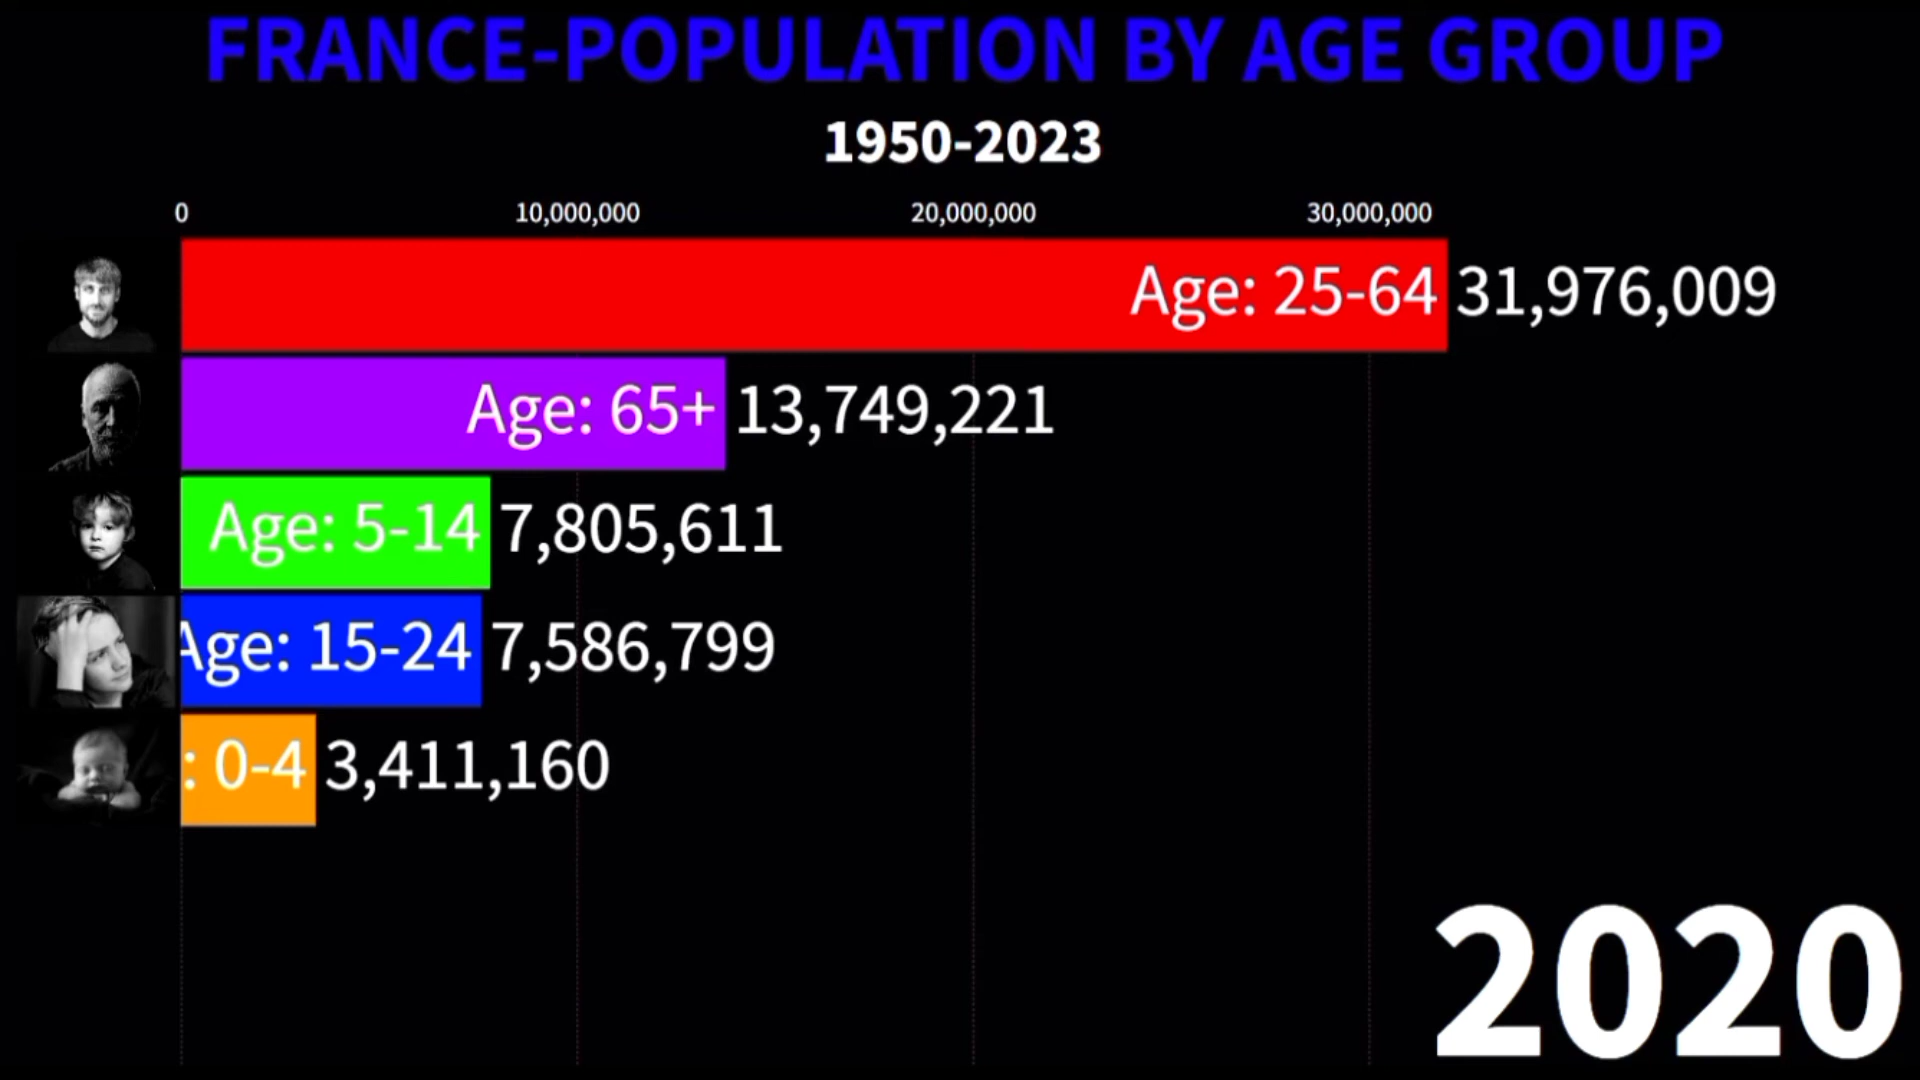 FRANCE-POPULATION BY AGE GROUP
1950-2023
0 10,000,000 20,000,000 30,000,000
Age: 25-64 31,976,009
Age: 65+ 13,749,221
Age: 5-14 7,805,611
Age: 15-24 7,586,799
: 0-4 3,411,160
2020